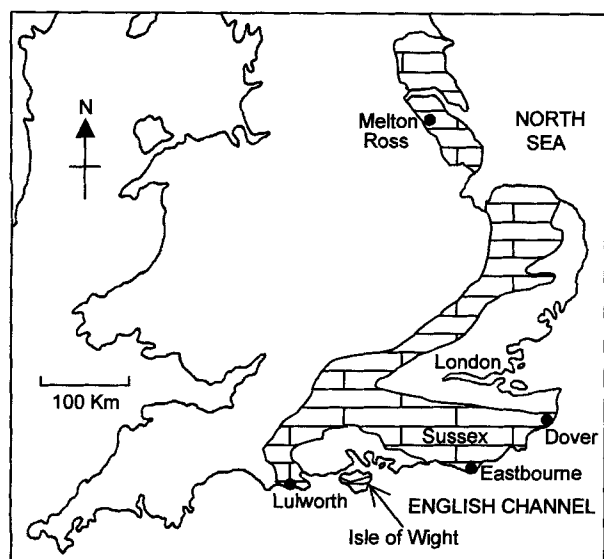 N
Melton
Ross
NORTH
SEA
London
100 Km
Sussex
Dover
Eastbourne
Lulworth
ENGLISH CHANNEL
Isle of Wight